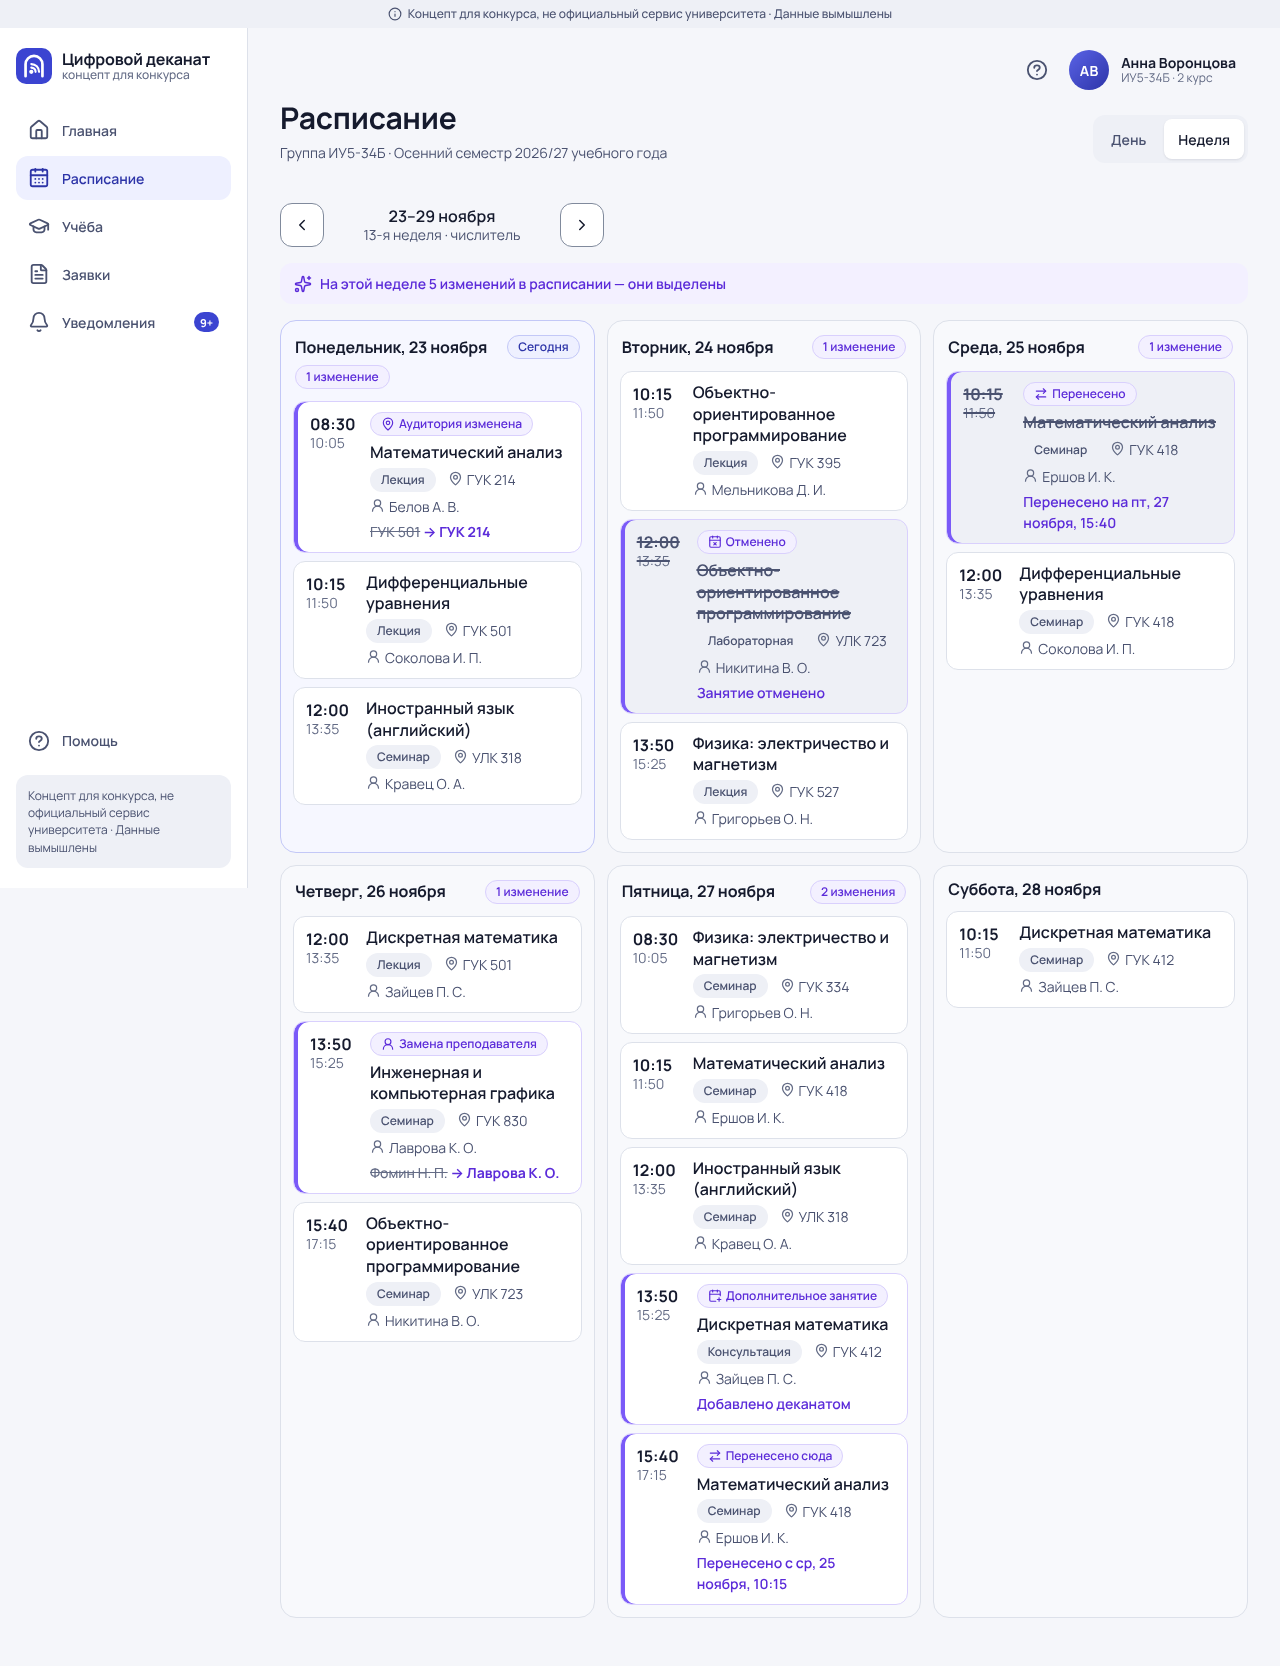 Концепт для конкурса, не официальный сервис университета · Данные вымышлены
Цифровой деканат
концепт для конкурса
Главная
Расписание
Учёба
Заявки
Уведомления
9+
Помощь
Концепт для конкурса, не
официальный сервис
университета · Данные
вымышлены
АВ
Анна Воронцова
ИУ5-34Б · 2 курс
Расписание
Группа ИУ5-34Б · Осенний семестр 2026/27 учебного года
День
Неделя
23–29 ноября
13-я неделя · числитель
На этой неделе 5 изменений в расписании — они выделены
Понедельник, 23 ноября
Сегодня
1 изменение
08:30
10:05
Аудитория изменена
Математический анализ
Лекция
ГУК 214
Белов А. В.
ГУК 501 → ГУК 214
10:15
11:50
Дифференциальные
уравнения
Лекция
ГУК 501
Соколова И. П.
12:00
13:35
Иностранный язык
(английский)
Семинар
УЛК 318
Кравец О. А.
Вторник, 24 ноября
1 изменение
10:15
11:50
Объектно-
ориентированное
программирование
Лекция
ГУК 395
Мельникова Д. И.
12:00
13:35
Отменено
Объектно-
ориентированное
программирование
Лабораторная
УЛК 723
Никитина В. О.
Занятие отменено
13:50
15:25
Физика: электричество и
магнетизм
Лекция
ГУК 527
Григорьев О. Н.
Среда, 25 ноября
1 изменение
10:15
11:50
Перенесено
Математический анализ
Семинар
ГУК 418
Ершов И. К.
Перенесено на пт, 27
ноября, 15:40
12:00
13:35
Дифференциальные
уравнения
Семинар
ГУК 418
Соколова И. П.
Четверг, 26 ноября
1 изменение
12:00
13:35
Дискретная математика
Лекция
ГУК 501
Зайцев П. С.
13:50
15:25
Замена преподавателя
Инженерная и
компьютерная графика
Семинар
ГУК 830
Лаврова К. О.
Фомин Н. П. → Лаврова К. О.
15:40
17:15
Объектно-
ориентированное
программирование
Семинар
УЛК 723
Никитина В. О.
Пятница, 27 ноября
2 изменения
08:30
10:05
Физика: электричество и
магнетизм
Семинар
ГУК 334
Григорьев О. Н.
10:15
11:50
Математический анализ
Семинар
ГУК 418
Ершов И. К.
12:00
13:35
Иностранный язык
(английский)
Семинар
УЛК 318
Кравец О. А.
13:50
15:25
Дополнительное занятие
Дискретная математика
Консультация
ГУК 412
Зайцев П. С.
Добавлено деканатом
15:40
17:15
Перенесено сюда
Математический анализ
Семинар
ГУК 418
Ершов И. К.
Перенесено с ср, 25
ноября, 10:15
Суббота, 28 ноября
10:15
11:50
Дискретная математика
Семинар
ГУК 412
Зайцев П. С.